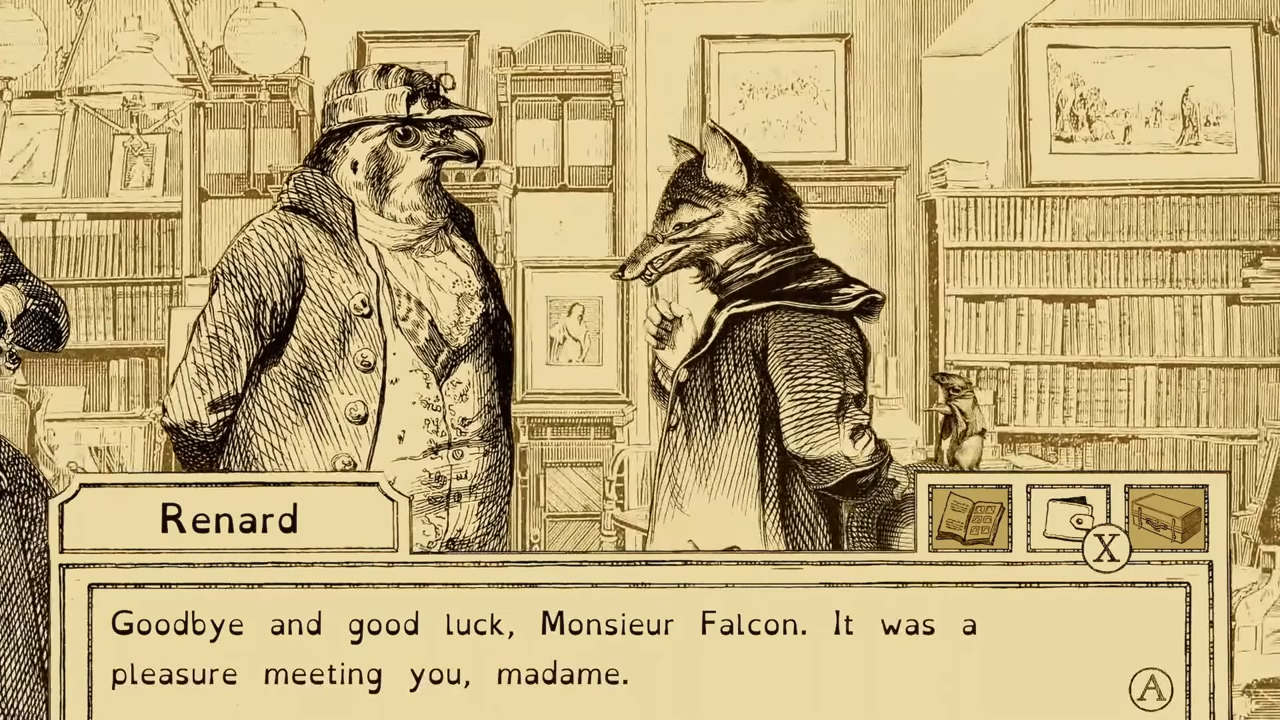 Renard
X
Goodbye and good luck, Monsieur Falcon. It was a
pleasure meeting you, madame.
A